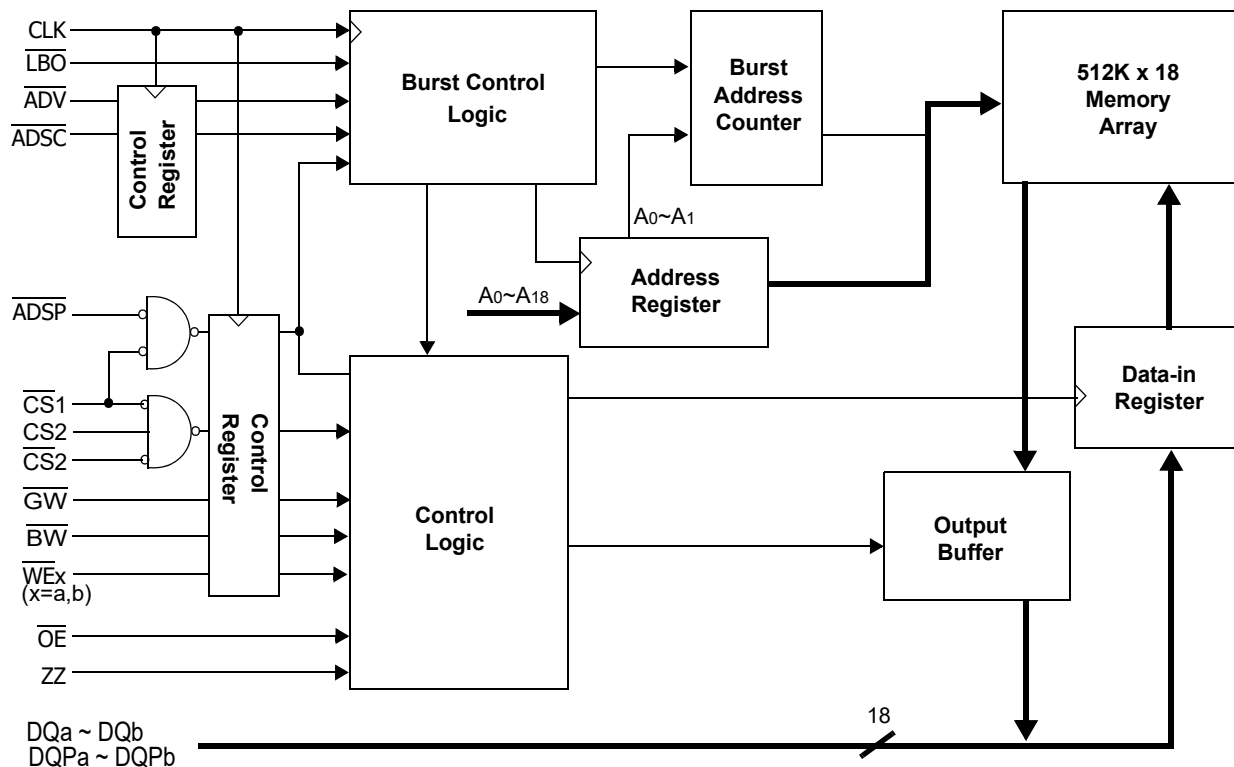 CLK
LBO
ADV
ADSC
Control
Register
Burst Control
Logic
Burst
Address
Counter
512K x 18
Memory
Array
A0~A1
Address
Register
A0~A18
ADSP
CS1
CS2
CS2
GW
BW
WEx
(x=a,b)
OE
ZZ
Control
Register
Control
Logic
Data-in
Register
Output
Buffer
DQa ~ DQb
DQPa ~ DQPb
18